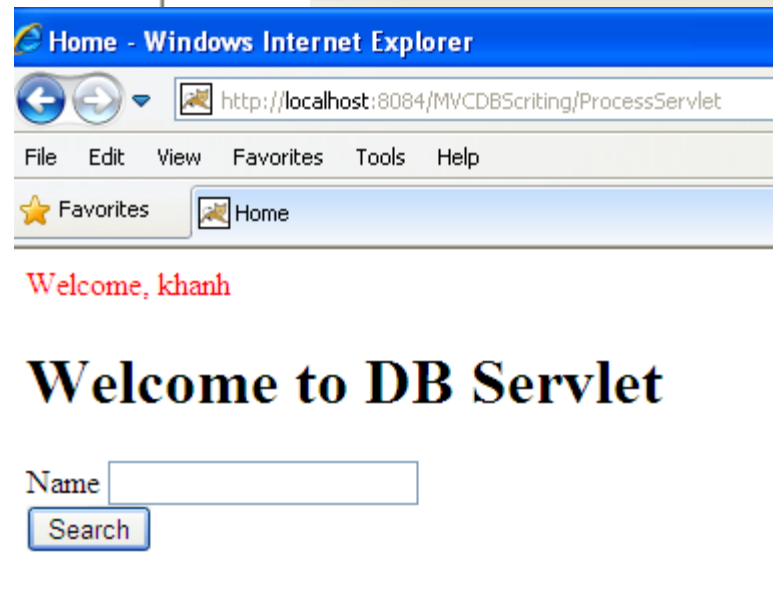 Home - Windows Internet Explorer
http://localhost:8084/MVCDBScriting/ProcessServlet
File Edit View Favorites Tools Help
Favorites Home
Welcome, khanh
Welcome to DB Servlet
Name
Search